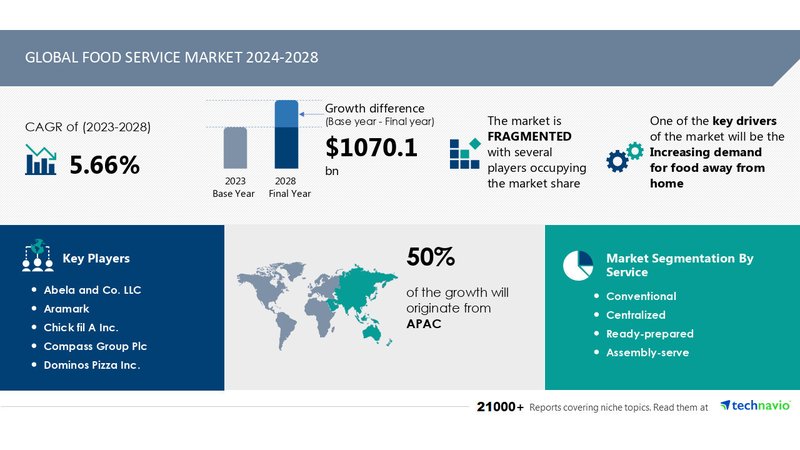 GLOBAL FOOD SERVICE MARKET 2024-2028
CAGR of (2023-2028)
5.66%
2023
Base Year
2028
Final Year
Growth difference
(Base year - Final year)
$1070.1
bn
The market is
FRAGMENTED
with several
players occupying
the market share
One of the key drivers
of the market will be the
Increasing demand
for food away from
home
Key Players
• Abela and Co. LLC
• Aramark
• Chick fil A Inc.
• Compass Group Plc
• Dominos Pizza Inc.
50%
of the growth will
originate from
APAC
Market Segmentation By
Service
• Conventional
• Centralized
• Ready-prepared
• Assembly-serve
21000+ Reports covering niche topics. Read them at
technavio